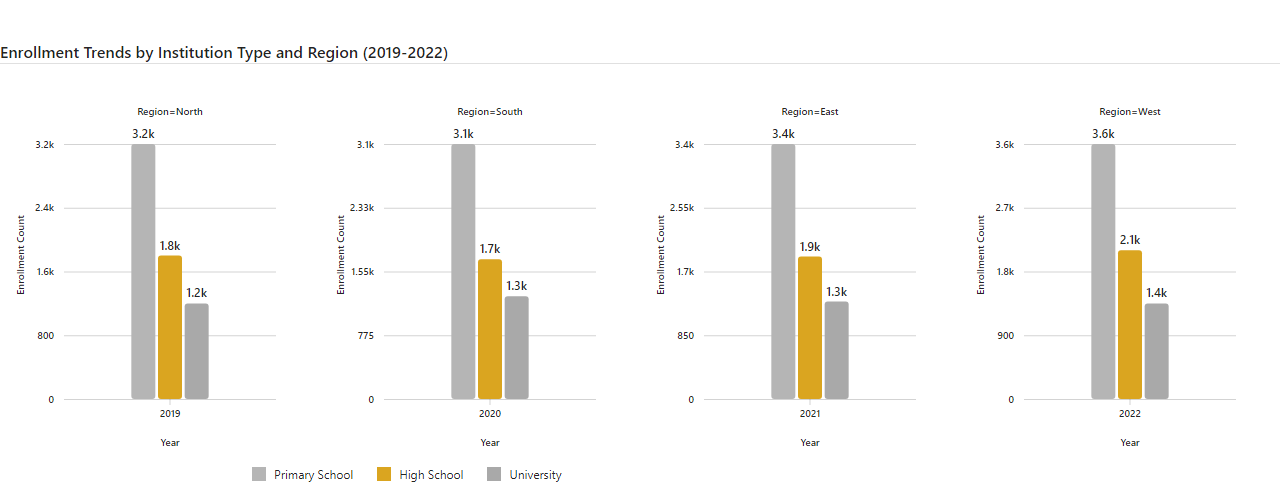 Enrollment Trends by Institution Type and Region (2019-2022)
Region=North
3.2k
2.4k
1.6k
800
0
Enrollment Count
3.2k
1.8k
1.2k
2019
Year
Region=South
3.1k
2.33k
1.55k
775
0
Enrollment Count
3.1k
1.7k
1.3k
2020
Year
Region=East
3.4k
2.55k
1.7k
850
0
Enrollment Count
3.4k
1.9k
1.3k
2021
Year
Region=West
3.6k
2.7k
1.8k
900
0
Enrollment Count
3.6k
2.1k
1.4k
2022
Year
Primary School
High School
University